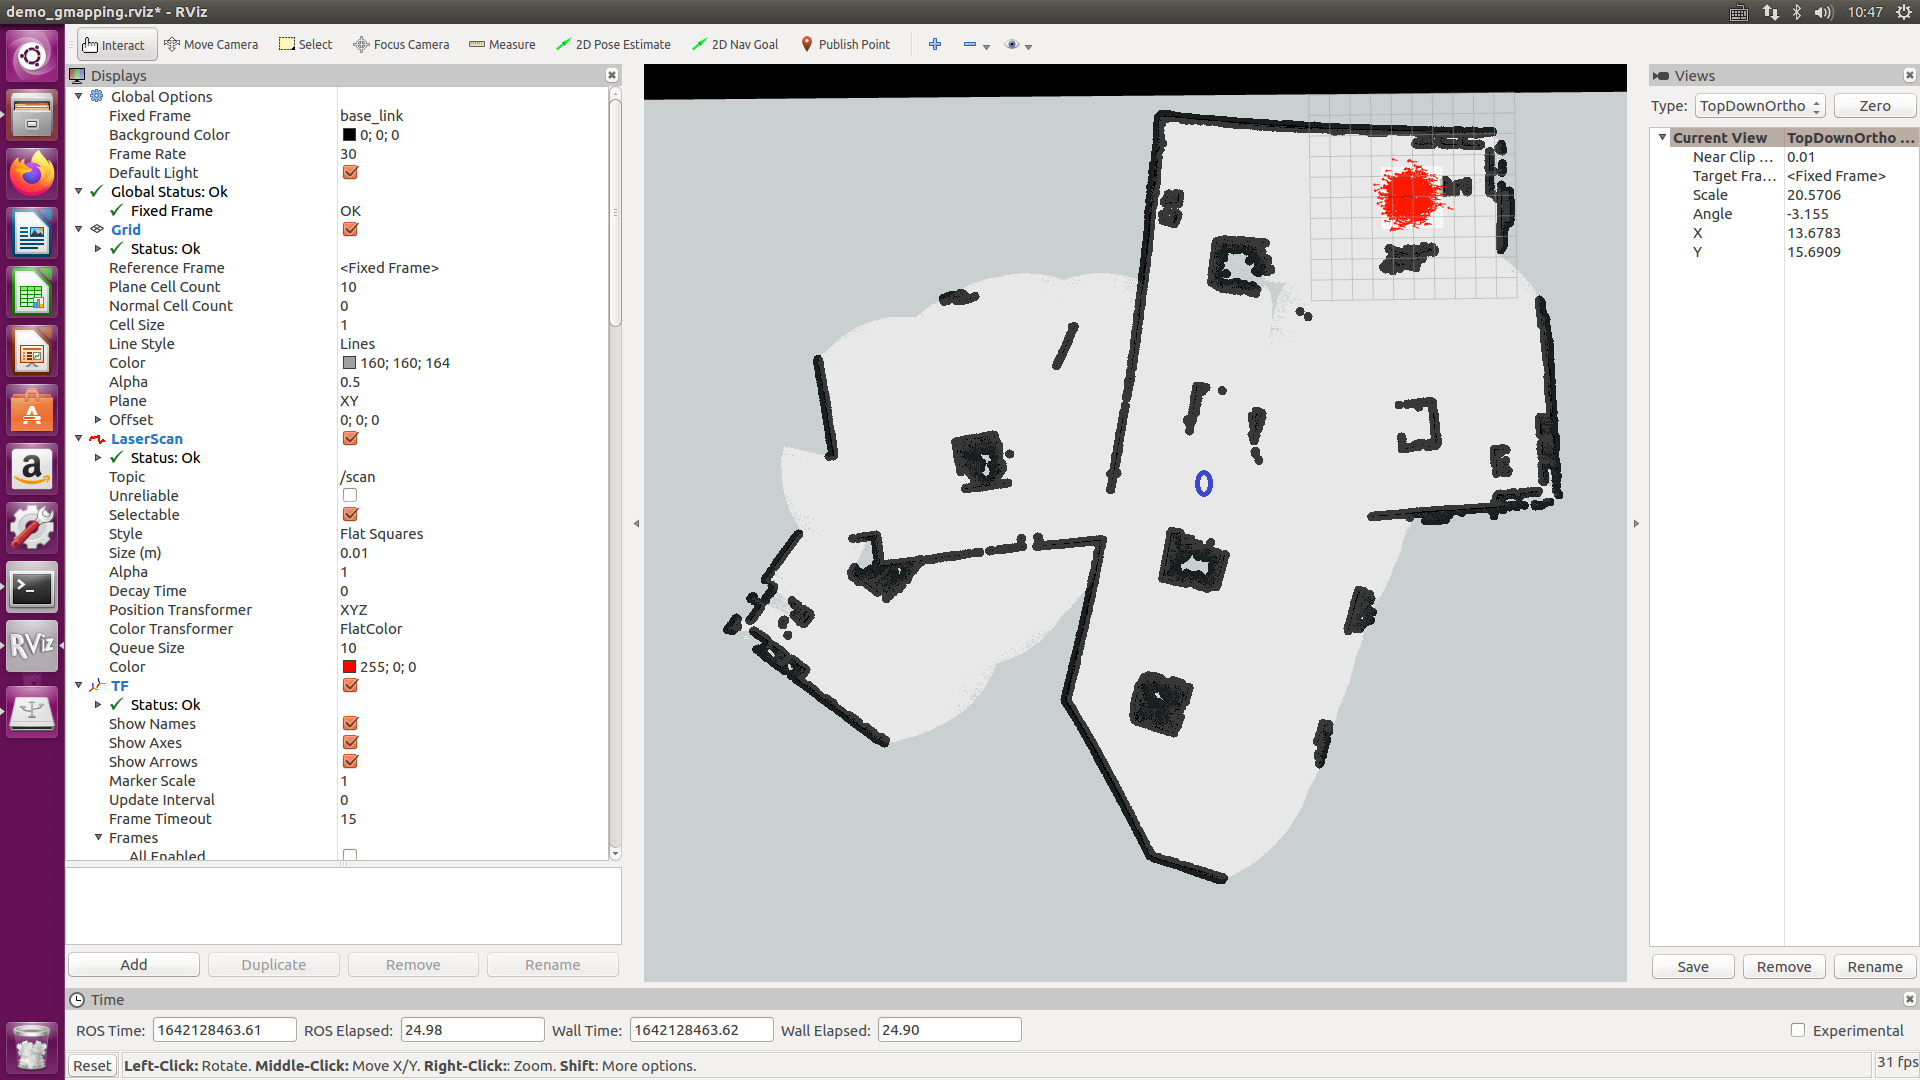 demo_gmapping.rviz* - RViz
10:47
Interact
Move Camera
Select
Focus Camera
Measure
2D Pose Estimate
2D Nav Goal
Publish Point
Displays
Global Options
Fixed Frame base_link
Background Color 0; 0; 0
Frame Rate 30
Default Light
Global Status: Ok
Fixed Frame OK
Grid
Status: Ok
Reference Frame <Fixed Frame>
Plane Cell Count 10
Normal Cell Count 0
Cell Size 1
Line Style Lines
Color 160; 160; 164
Alpha 0.5
Plane XY
Offset 0; 0; 0
LaserScan
Status: Ok
Topic /scan
Unreliable
Selectable
Style Flat Squares
Size (m) 0.01
Alpha 1
Decay Time 0
Position Transformer XYZ
Color Transformer FlatColor
Queue Size 10
Color 255; 0; 0
TF
Status: Ok
Show Names
Show Axes
Show Arrows
Marker Scale 1
Update Interval 0
Frame Timeout 15
Frames
All Enabled
Add
Duplicate
Remove
Rename
Views
Type: TopDownOrtho
Zero
Current View TopDownOrtho ...
Near Clip ... 0.01
Target Fra... <Fixed Frame>
Scale 20.5706
Angle -3.155
X 13.6783
Y 15.6909
Save
Remove
Rename
RViz
Time
ROS Time: 1642128463.61 ROS Elapsed: 24.98 Wall Time: 1642128463.62 Wall Elapsed: 24.90
Experimental
Reset
Left-Click: Rotate. Middle-Click: Move X/Y. Right-Click:: Zoom. Shift: More options.
31 fps